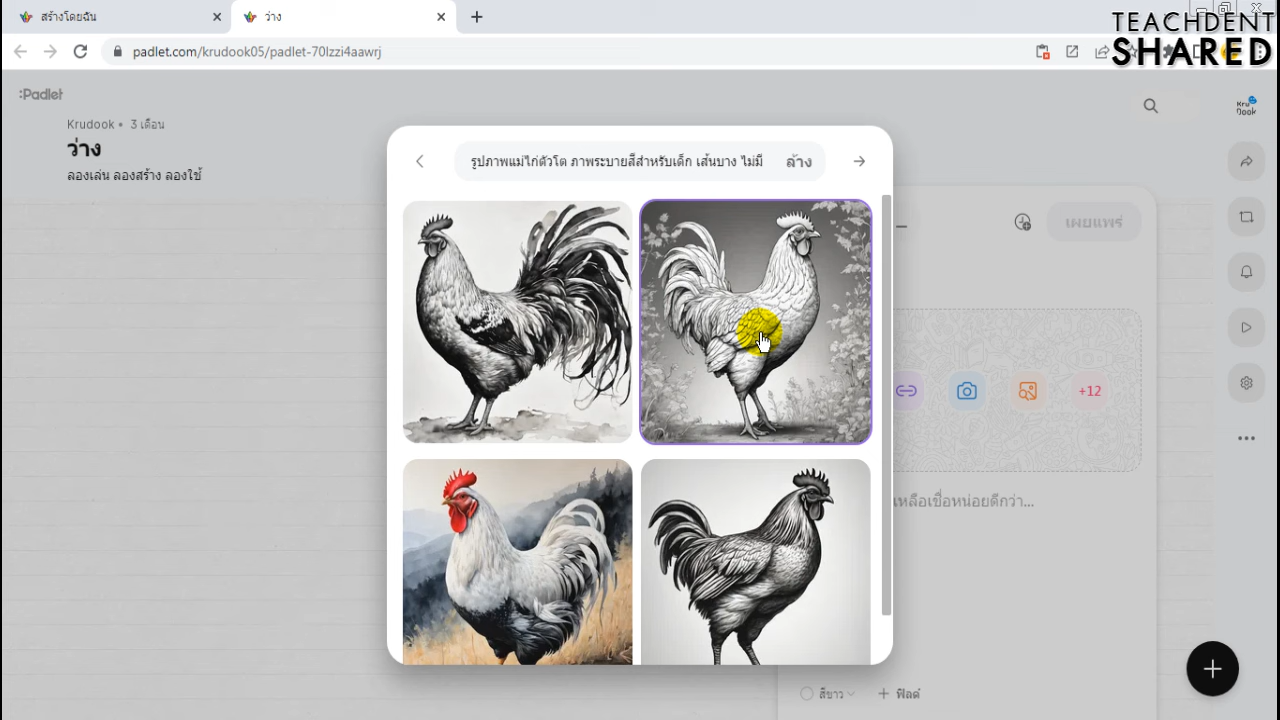 สร้างโดยฉัน
ว่าง
TEACHDENT
SHARED
padlet.com/krudook05/padlet-70lzzi4aawrj
:Padlet
Krudook • 3 เดือน
ว่าง
ลองเล่น ลองสร้าง ลองใช้
Kru Dook
รูปภาพแม่ไก่ตัวโต ภาพระบายสีสำหรับเด็ก เส้นบาง ไม่มี
ล้าง
เผยแพร่
+12
เหลือเชื่อหน่อยดีกว่า...
สีขาว
+ ฟิลด์